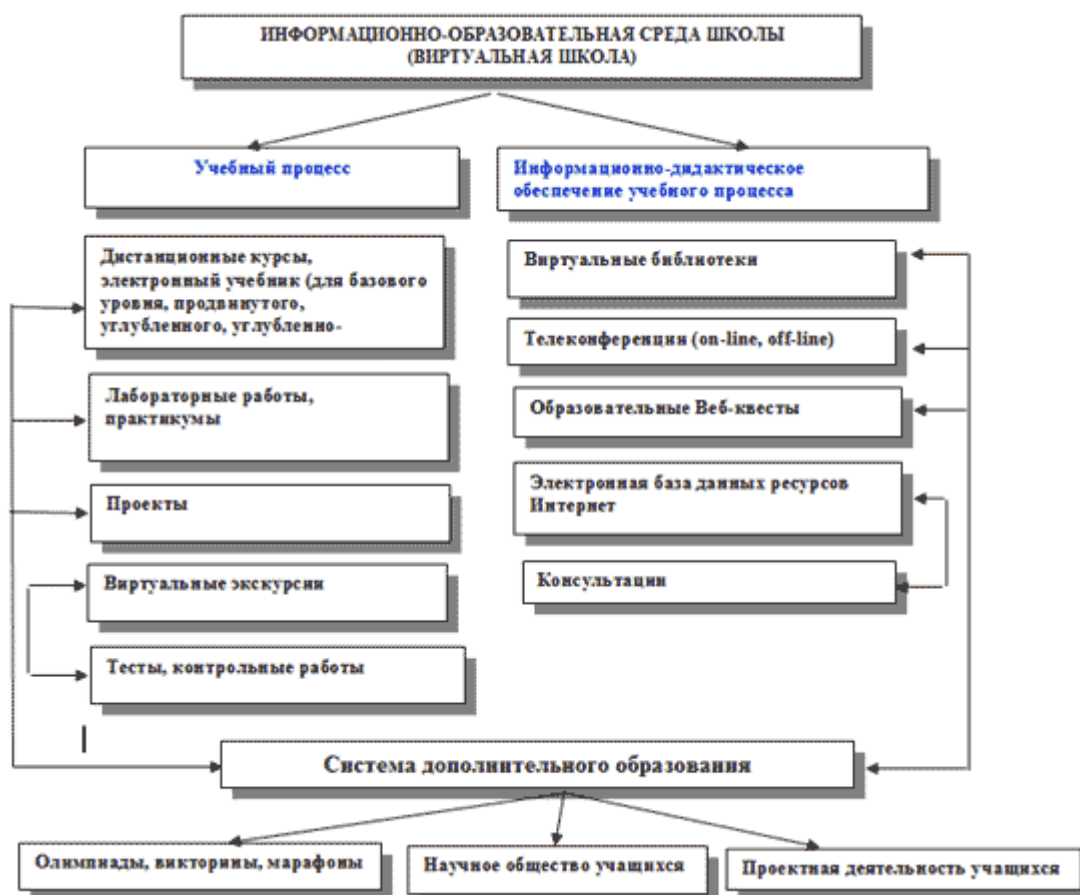 ИНФОРМАЦИОННО-ОБРАЗОВАТЕЛЬНАЯ СРЕДА ШКОЛЫ
(ВИРТУАЛЬНАЯ ШКОЛА)
Учебный процесс
Информационно-дидактическое
обеспечение учебного процесса
Дистанционные курсы,
электронный учебник (для базового
уровня, продвинутого,
углубленного, углубленно-
Лабораторные работы,
практикумы
Проекты
Виртуальные экскурсии
Тесты, контрольные работы
Виртуальные библиотеки
Телеконференции (on-line, off-line)
Образовательные Веб-квесты
Электронная база данных ресурсов
Интернет
Консультации
Система дополнительного образования
Олимпиады, викторины, марафоны
Научное общество учащихся
Проектная деятельность учащихся